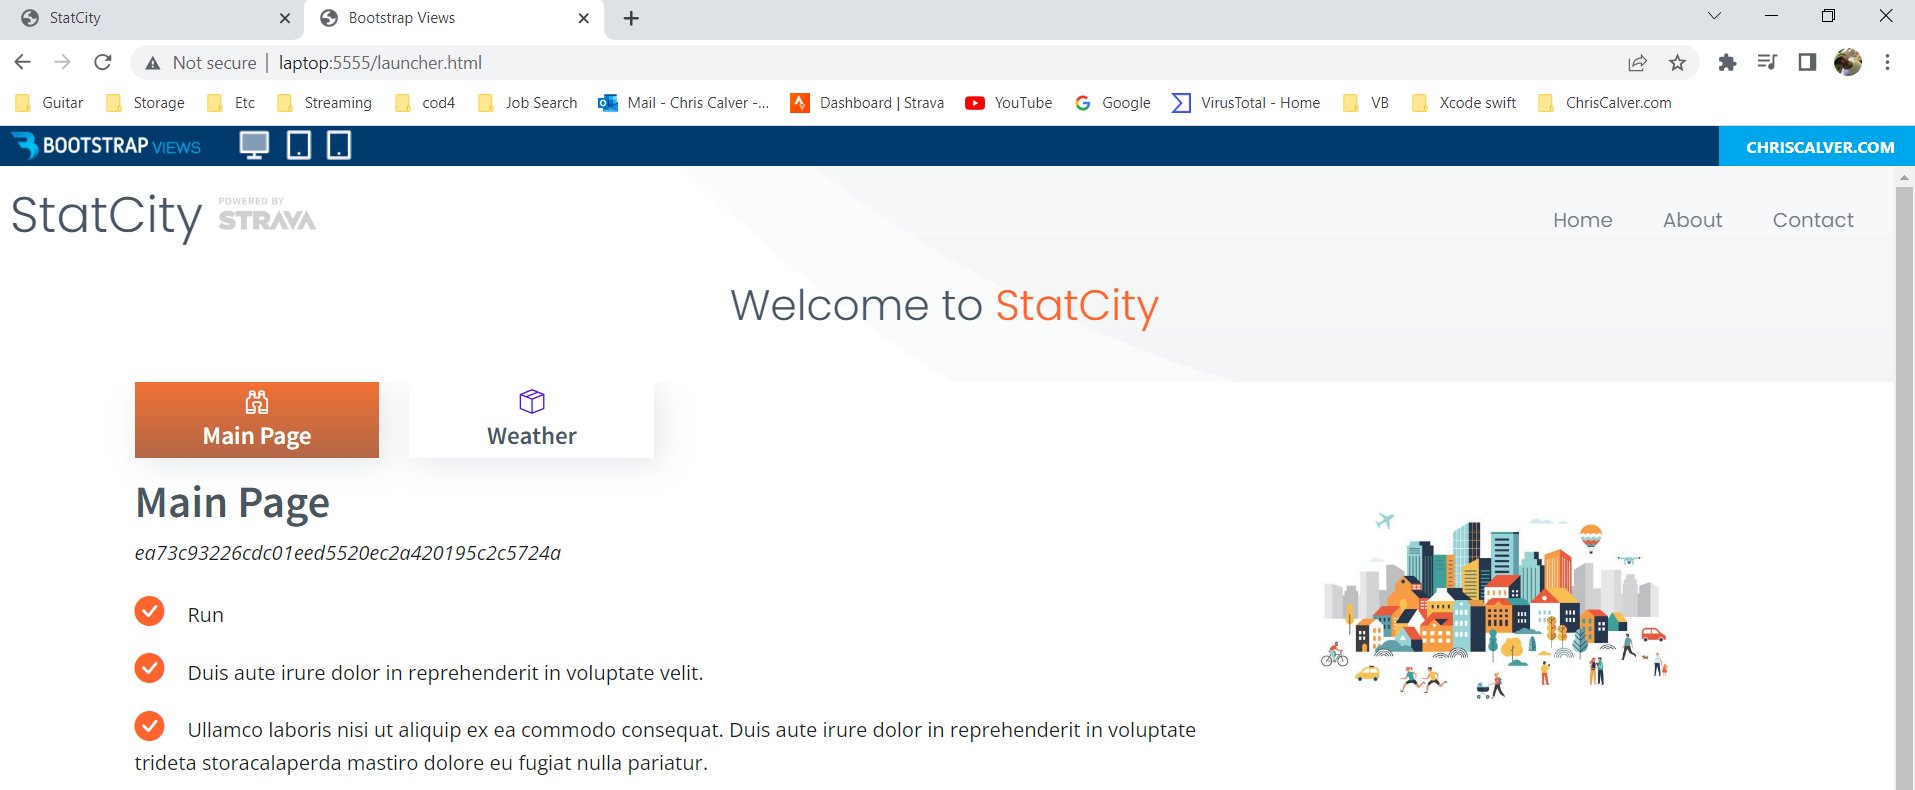 StatCity
Bootstrap Views
Not secure | laptop:5555/launcher.html
Guitar Storage Etc Streaming cod4 Job Search Mail - Chris Calver -... Dashboard | Strava YouTube Google VirusTotal - Home VB Xcode swift ChrisCalver.com
BOOTSTRAP VIEWS CHRISCALVER.COM
StatCity POWERED BY STRAVA Home About Contact
Welcome to StatCity
Main Page Weather
Main Page
ea73c93226cdc01eed5520ec2a420195c2c5724a
Run
Duis aute irure dolor in reprehenderit in voluptate velit.
Ullamco laboris nisi ut aliquip ex ea commodo consequat. Duis aute irure dolor in reprehenderit in voluptate
trideta storacalaperda mastiro dolore eu fugiat nulla pariatur.